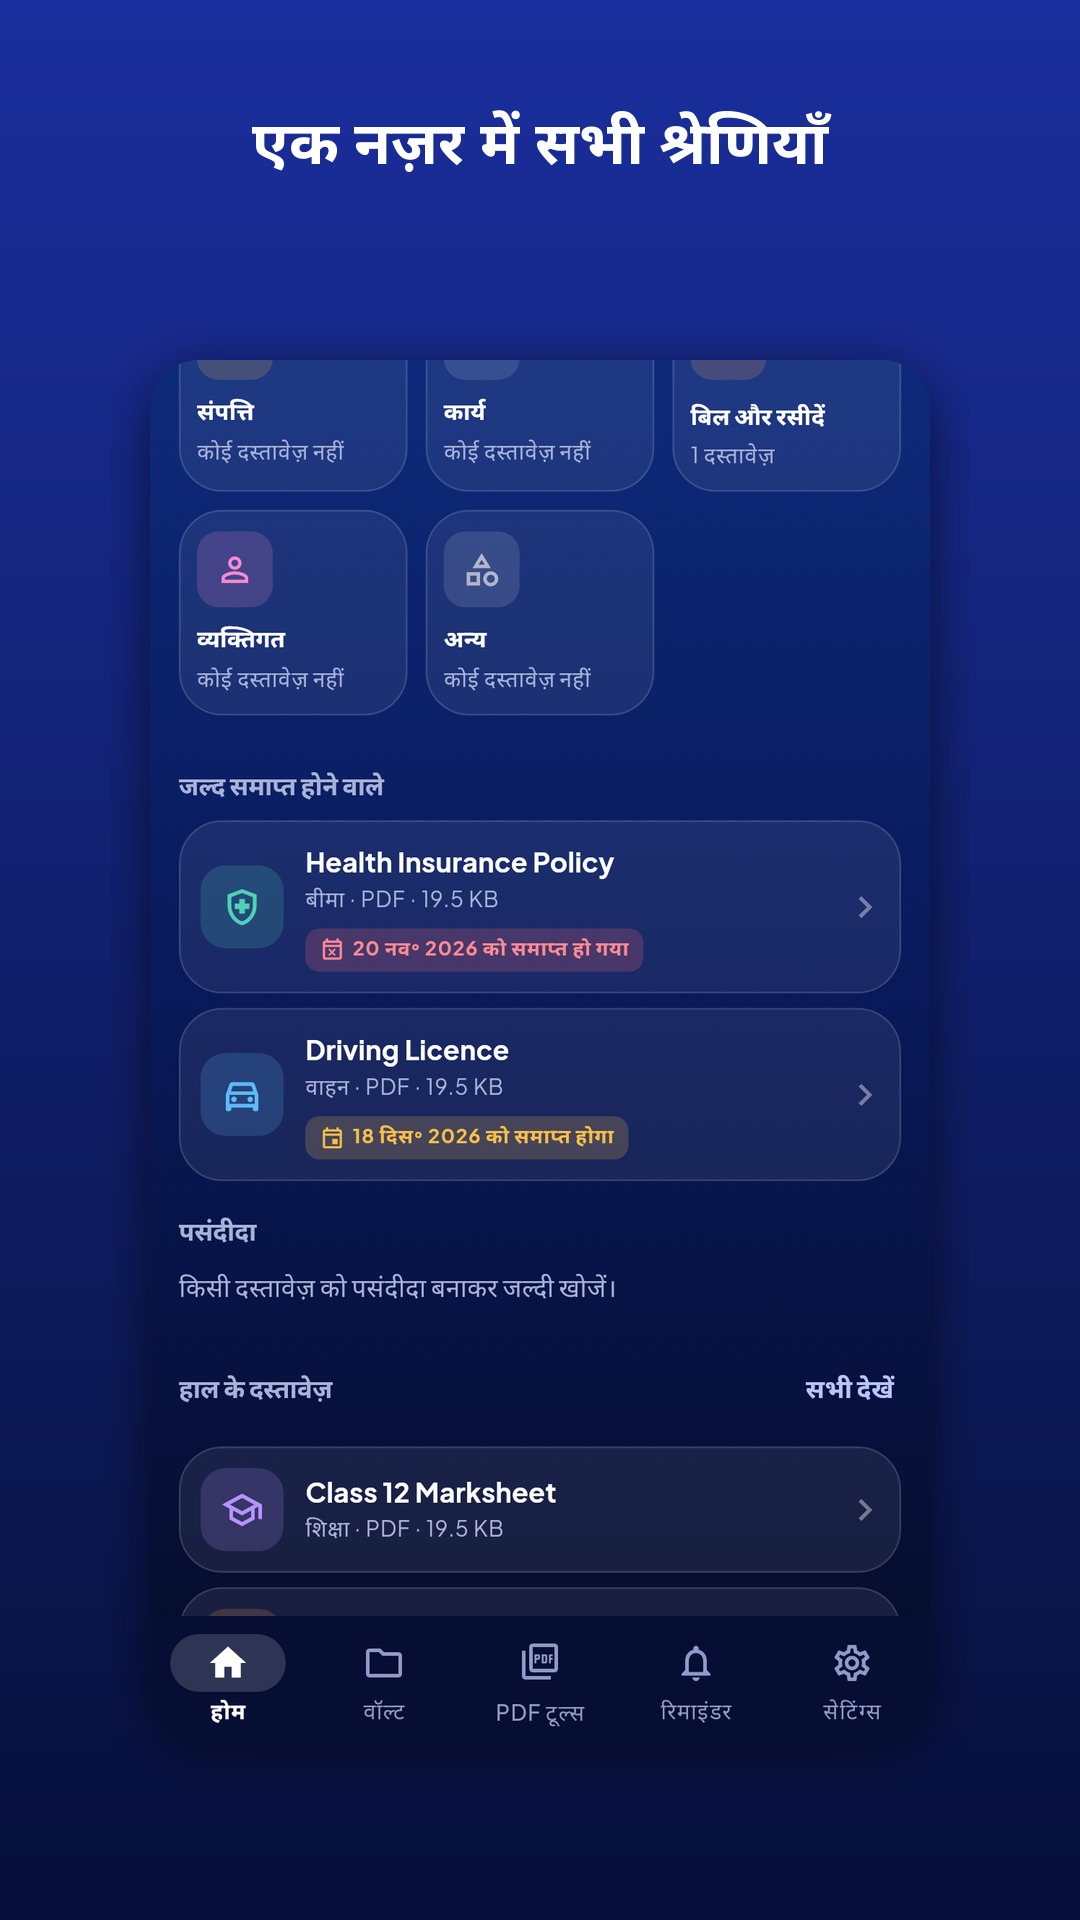 एक नज़र में सभी श्रेणियाँ
संपत्ति
कोई दस्तावेज़ नहीं
कार्य
कोई दस्तावेज़ नहीं
बिल और रसीदें
1 दस्तावेज़
व्यक्तिगत
कोई दस्तावेज़ नहीं
अन्य
कोई दस्तावेज़ नहीं
जल्द समाप्त होने वाले
Health Insurance Policy
बीमा · PDF · 19.5 KB
20 नव॰ 2026 को समाप्त हो गया
Driving Licence
वाहन · PDF · 19.5 KB
18 दिस॰ 2026 को समाप्त होगा
पसंदीदा
किसी दस्तावेज़ को पसंदीदा बनाकर जल्दी खोजें।
हाल के दस्तावेज़ सभी देखें
Class 12 Marksheet
शिक्षा · PDF · 19.5 KB
PDF
होम वॉल्ट PDF टूल्स रिमाइंडर सेटिंग्स